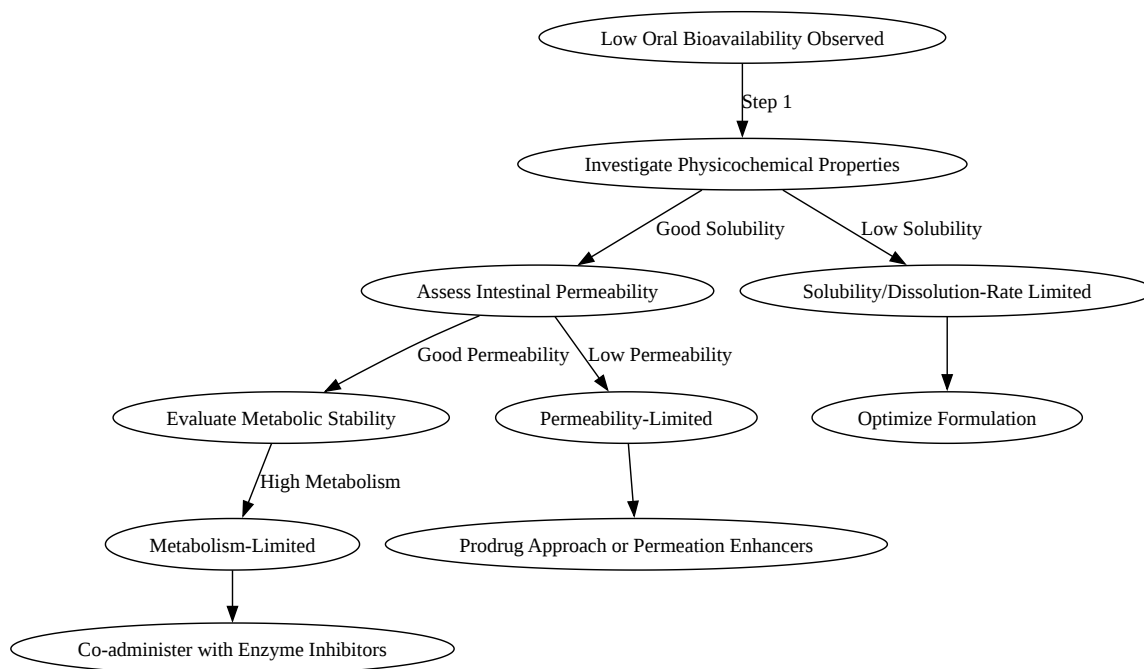 Low Oral Bioavailability Observed
Step 1
Investigate Physicochemical Properties
Good Solubility
Low Solubility
Assess Intestinal Permeability
Solubility/Dissolution-Rate Limited
Good Permeability
Low Permeability
Evaluate Metabolic Stability
Permeability-Limited
Optimize Formulation
High Metabolism
Metabolism-Limited
Prodrug Approach or Permeation Enhancers
Co-administer with Enzyme Inhibitors